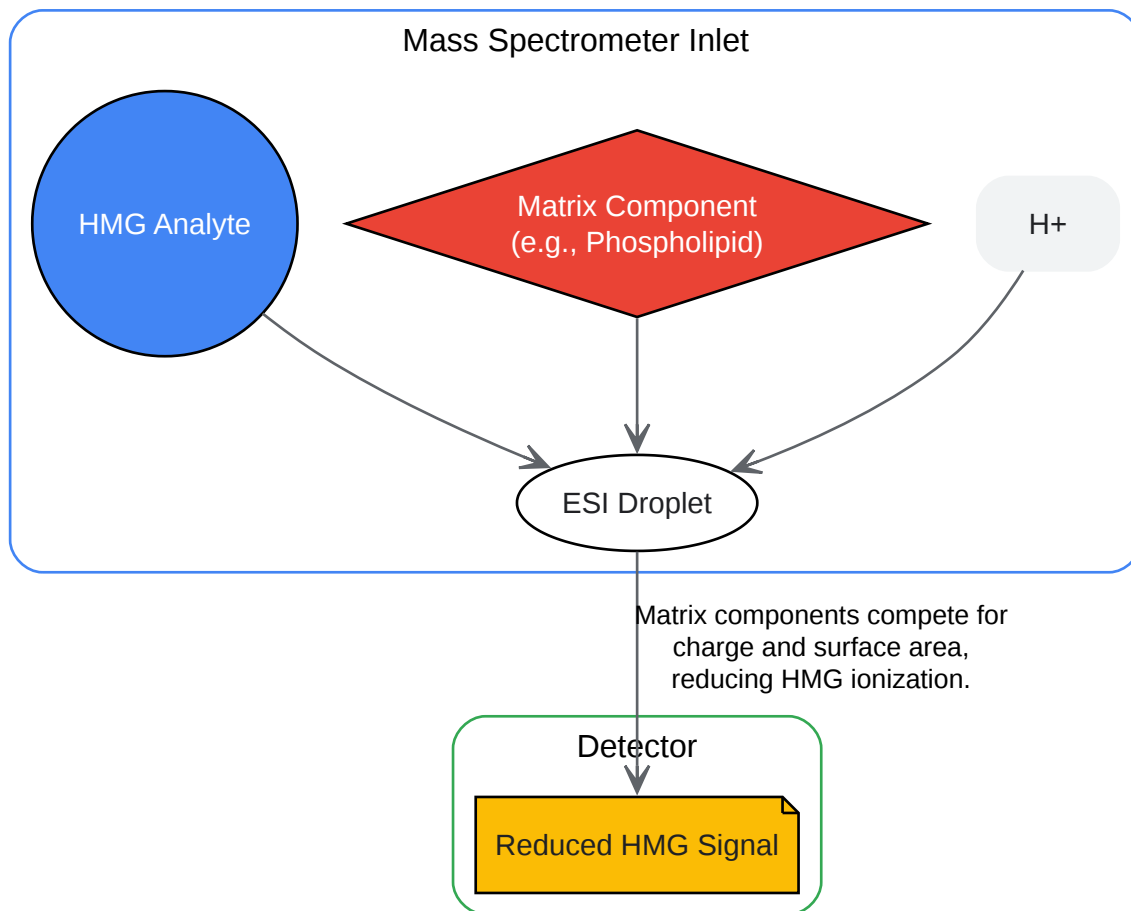 Mass Spectrometer Inlet
HMG Analyte
Matrix Component
(e.g., Phospholipid)
H+
ESI Droplet
Matrix components compete for
charge and surface area,
reducing HMG ionization.
Detector
Reduced HMG Signal